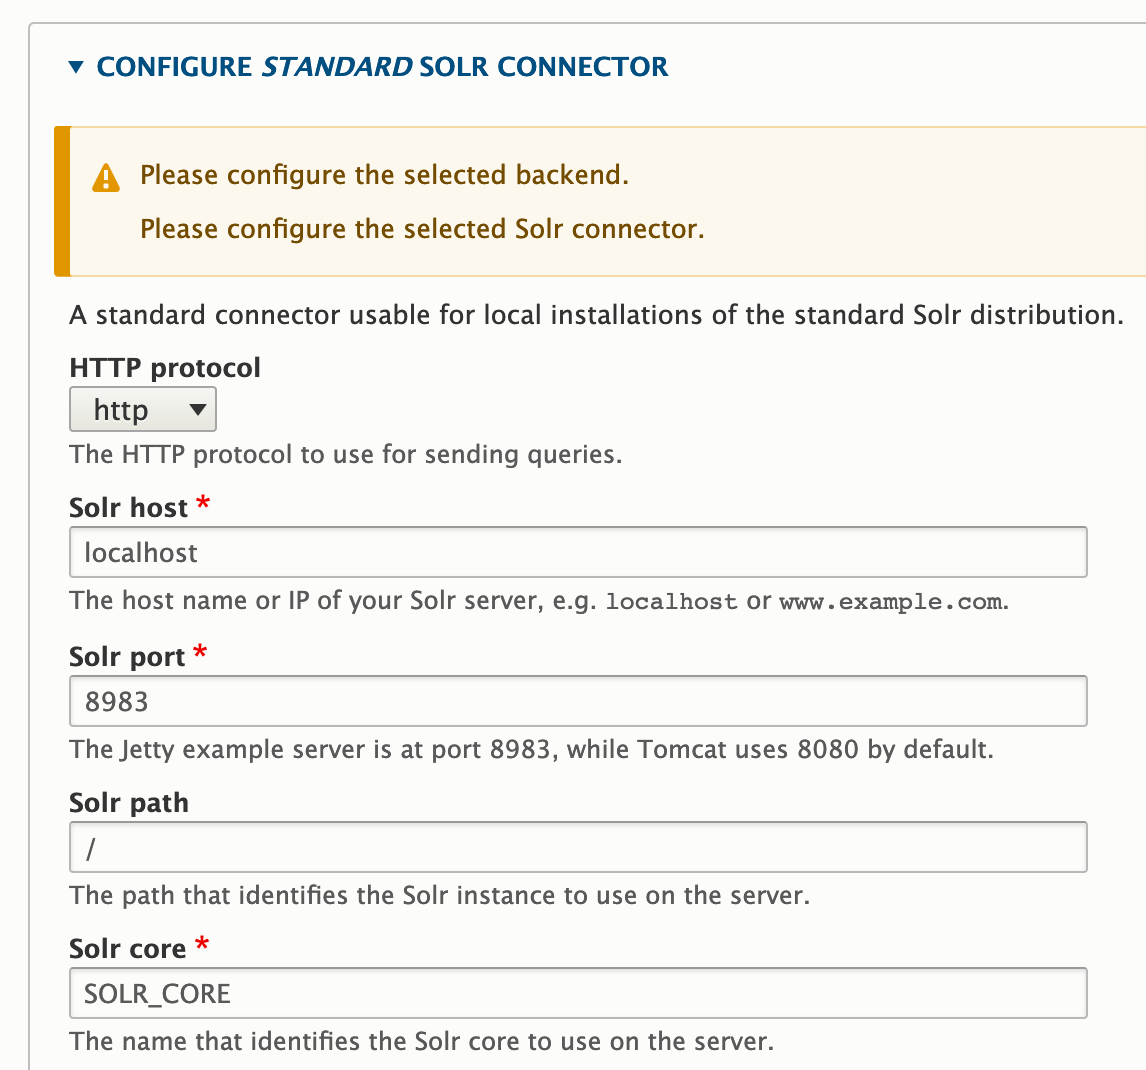 CONFIGURE STANDARD SOLR CONNECTOR
Please configure the selected backend.
Please configure the selected Solr connector.
A standard connector usable for local installations of the standard Solr distribution.
HTTP protocol
http
The HTTP protocol to use for sending queries.
Solr host *
localhost
The host name or IP of your Solr server, e.g. localhost or www.example.com.
Solr port *
8983
The Jetty example server is at port 8983, while Tomcat uses 8080 by default.
Solr path
/
The path that identifies the Solr instance to use on the server.
Solr core *
SOLR_CORE
The name that identifies the Solr core to use on the server.